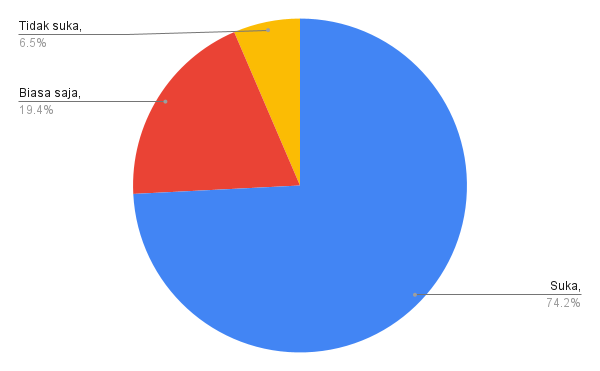 Tidak suka,
6.5%
Biasa saja,
19.4%
Suka,
74.2%